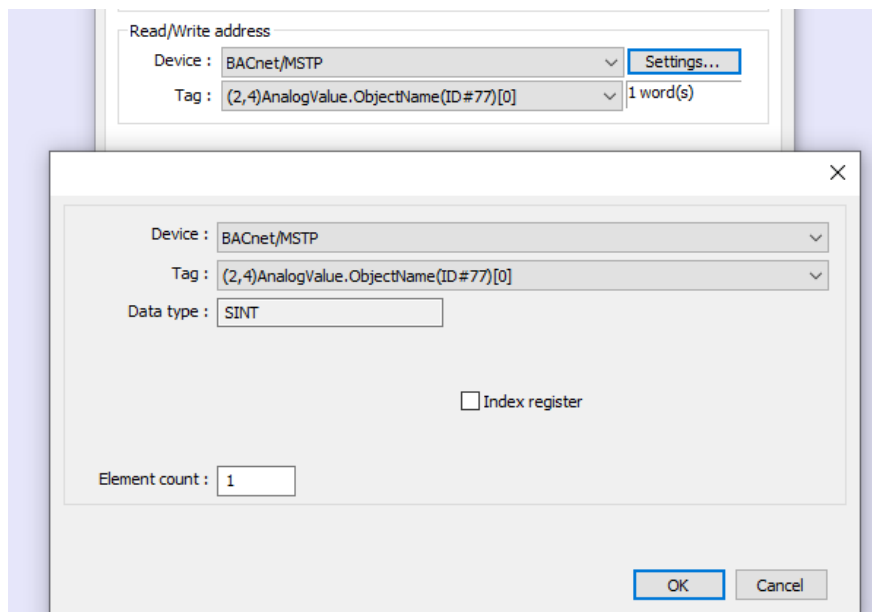 Read/Write address
Device : BACnet/MSTP Settings...
Tag : (2,4)AnalogValue.ObjectName(ID#77)[0] 1 word(s)
Device : BACnet/MSTP
Tag : (2,4)AnalogValue.ObjectName(ID#77)[0]
Data type : SINT
Index register
Element count : 1
OK Cancel